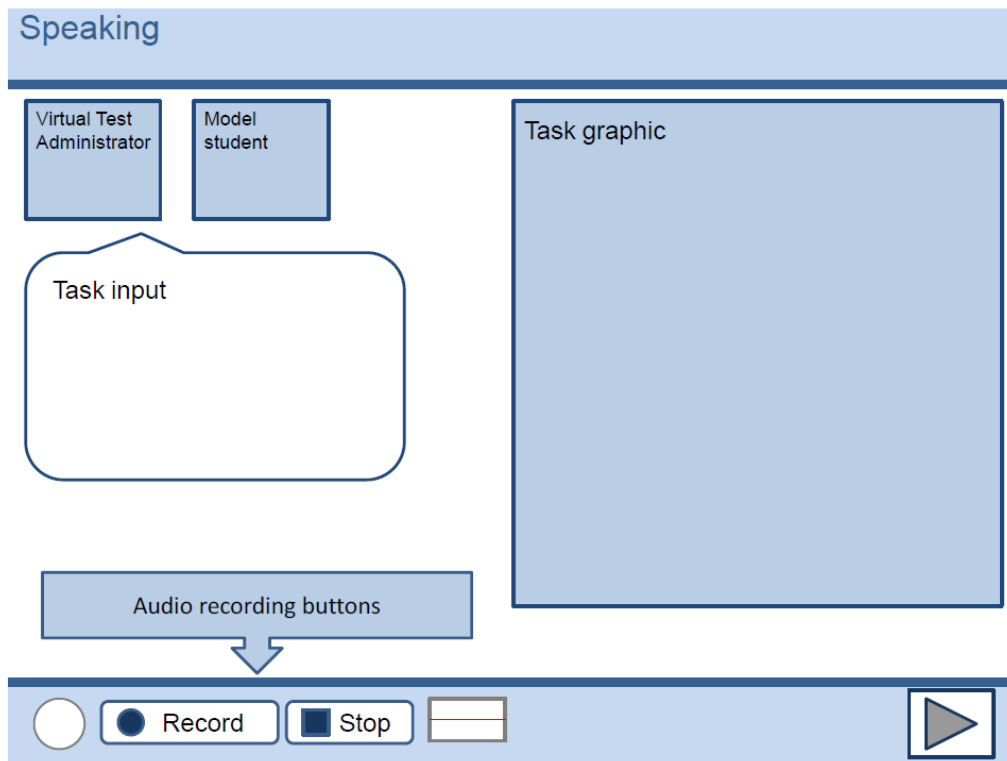 Speaking
Virtual Test
Administrator
Model
student
Task graphic
Task input
Audio recording buttons
Record
Stop